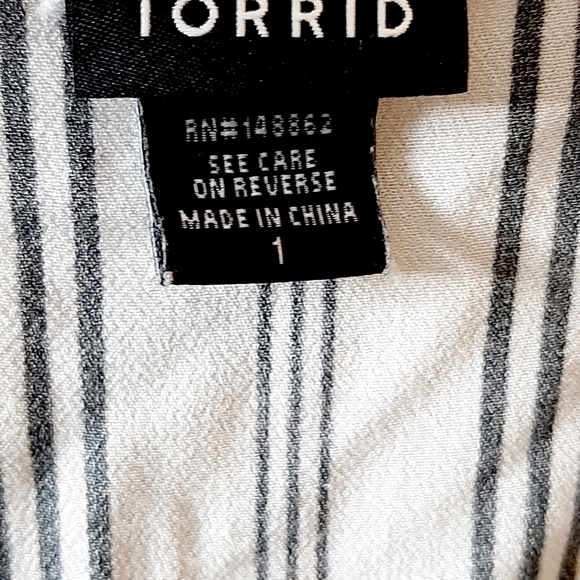 TORRID
RN#148862
SEE CARE
ON REVERSE
MADE IN CHINA
1